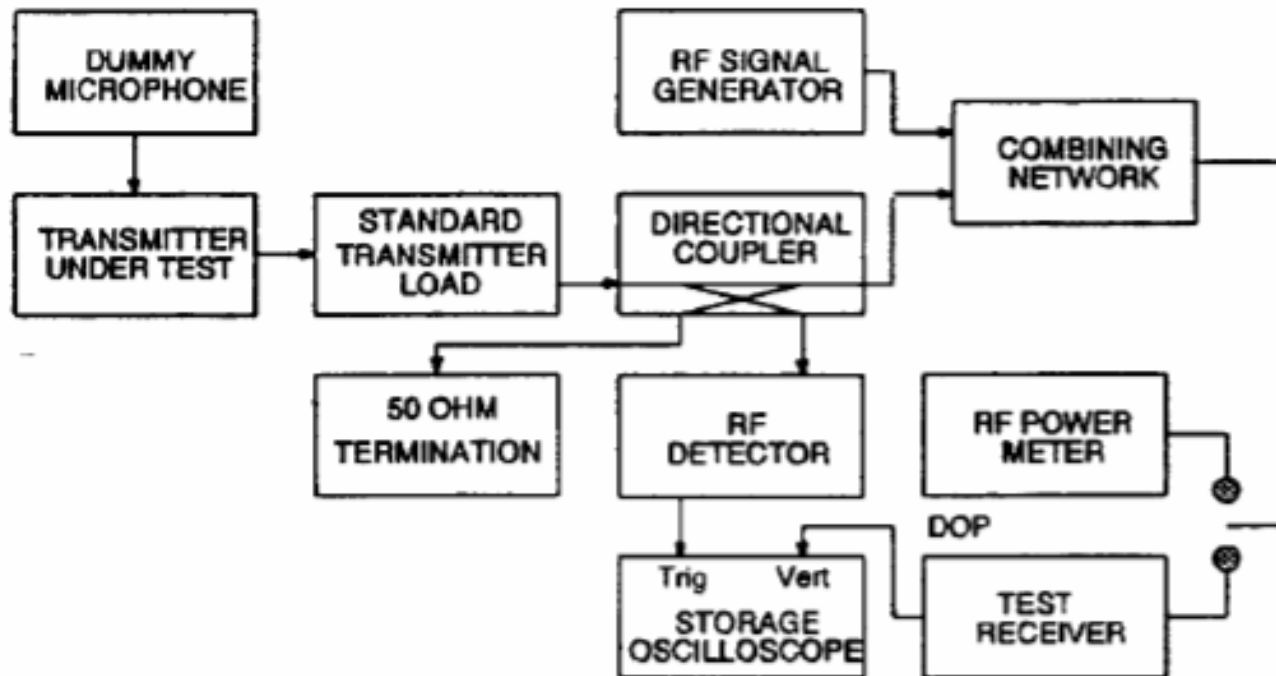 DUMMY
MICROPHONE
RF SIGNAL
GENERATOR
COMBINING
NETWORK
TRANSMITTER
UNDER TEST
STANDARD
TRANSMITTER
LOAD
DIRECTIONAL
COUPLER
50 OHM
TERMINATION
RF
DETECTOR
RF POWER
METER
DOP
Trig Vert
STORAGE
OSCILLOSCOPE
TEST
RECEIVER